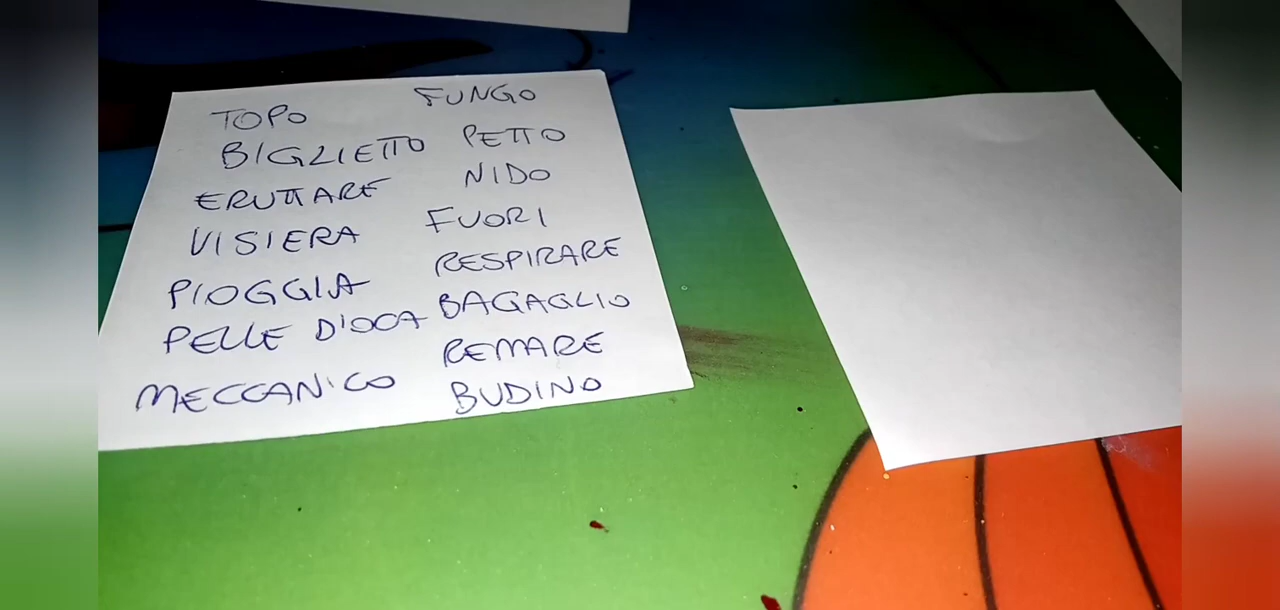 TOPO
BIGLIETTO
ERUTTARE
VISIERA
PIOGGIA
PELLE D'OCA
MECCANICO
FUNGO
PETTO
NIDO
FUORI
RESPIRARE
BAGAGLIO
REMARE
BUDINO